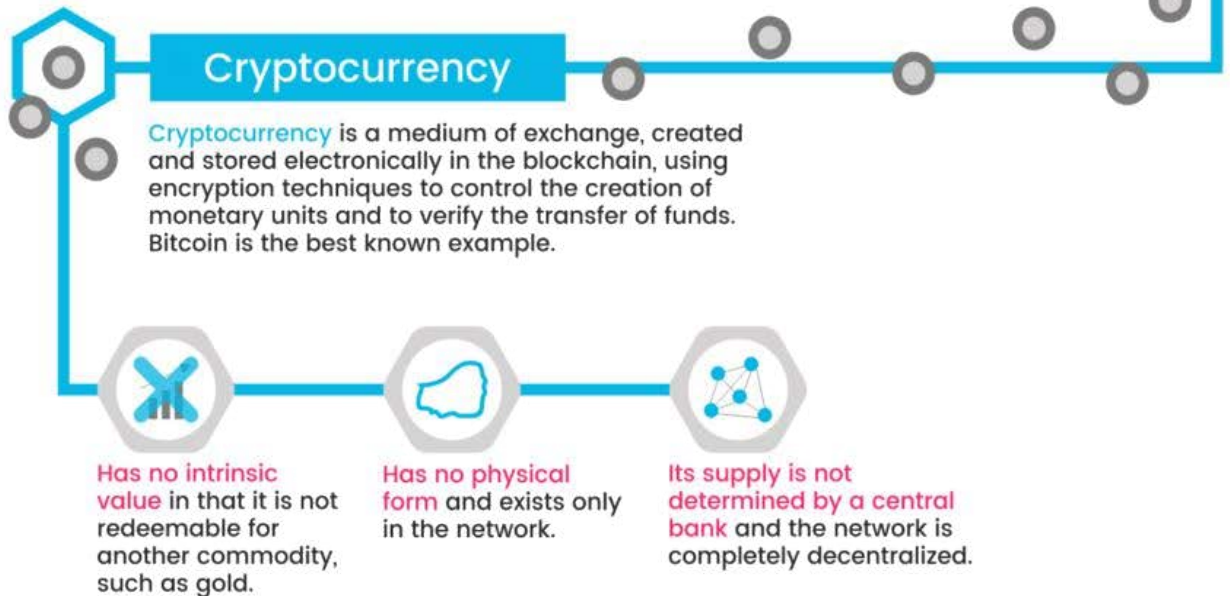 Cryptocurrency
Cryptocurrency is a medium of exchange, created
and stored electronically in the blockchain, using
encryption techniques to control the creation of
monetary units and to verify the transfer of funds.
Bitcoin is the best known example.
Has no intrinsic
value in that it is not
redeemable for
another commodity,
such as gold.
Has no physical
form and exists only
in the network.
Its supply is not
determined by a central
bank and the network is
completely decentralized.